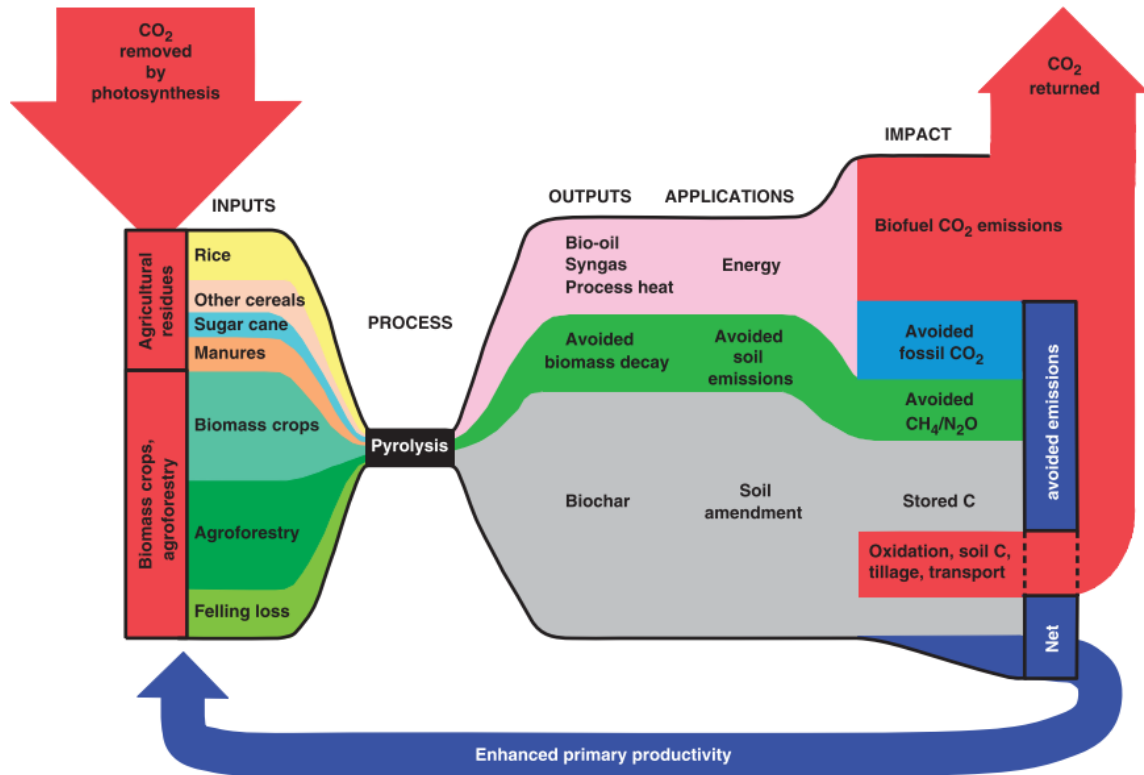 CO₂
removed
by
photosynthesis
CO₂
returned
IMPACT
INPUTS
OUTPUTS
APPLICATIONS
PROCESS
Agricultural
residues
Biomass crops,
agroforestry
Rice
Other cereals
Sugar cane
Manures
Biomass crops
Agroforestry
Felling loss
Pyrolysis
Bio-oil
Syngas
Process heat
Energy
Avoided
biomass decay
Avoided
soil
emissions
Biochar
Soil
amendment
Biofuel CO₂ emissions
Avoided
fossil CO₂
Avoided
CH₄/N₂O
Stored C
Oxidation, soil C,
tillage, transport
avoided emissions
Net
Enhanced primary productivity